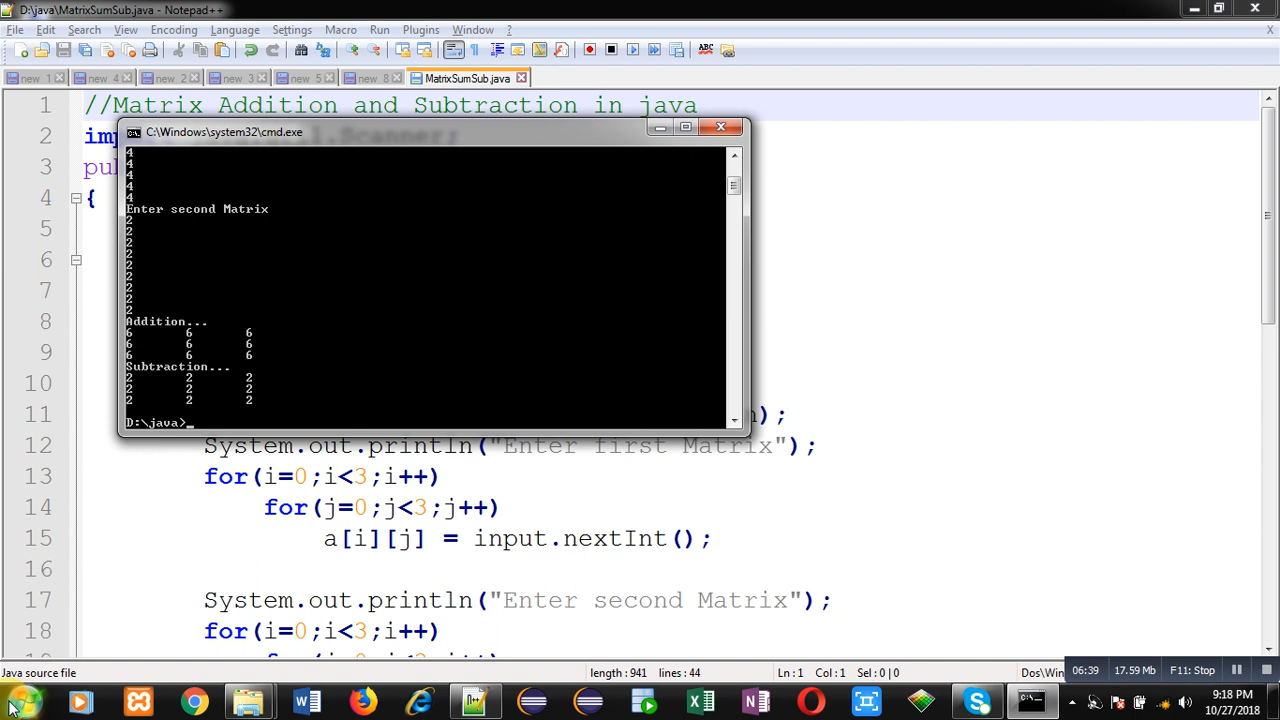 D:\java\MatrixSumSub.java - Notepad++
File Edit Search View Encoding Language Settings Macro Run Plugins Window ? X
new 1 new 4 new 2 new 3 new 5 new 8 MatrixSumSub.java
1 //Matrix Addition and Subtraction in java
2
3
4 {
5
6
7
8
9
10
11 );
12 System.out.println("Enter first Matrix");
13 for(i=0;i<3;i++)
14 for(j=0;j<3;j++)
15 a[i][j] = input.nextInt();
16
17 System.out.println("Enter second Matrix");
18 for(i=0;i<3;i++)
C:\Windows\system32\cmd.exe
4
4
4
4
4
Enter second Matrix
2
2
2
2
2
2
2
2
2
Addition...
6 6 6
6 6 6
6 6 6
Subtraction...
2 2 2
2 2 2
2 2 2
D:\java>_
Java source file length : 941 lines : 44 Ln : 1 Col : 1 Sel : 0 | 0 Dos\Win
06:39 17.59 Mb F11: Stop
9:18 PM
10/27/2018